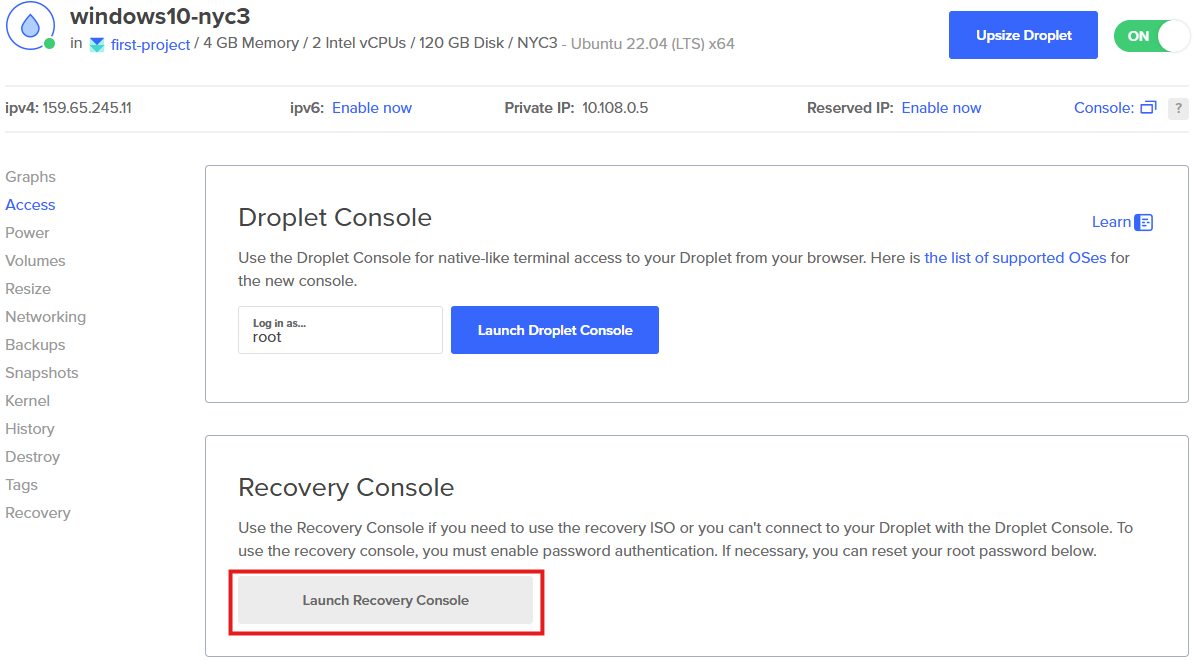 windows10-nyc3
in first-project / 4 GB Memory / 2 Intel vCPUs / 120 GB Disk / NYC3 - Ubuntu 22.04 (LTS) x64
Upsize Droplet
ON
ipv4: 159.65.245.11
ipv6: Enable now
Private IP: 10.108.0.5
Reserved IP: Enable now
Console:
?
Graphs
Access
Power
Volumes
Resize
Networking
Backups
Snapshots
Kernel
History
Destroy
Tags
Recovery
Droplet Console
Learn
Use the Droplet Console for native-like terminal access to your Droplet from your browser. Here is the list of supported OSes for
the new console.
Log in as...
root
Launch Droplet Console
Recovery Console
Use the Recovery Console if you need to use the recovery ISO or you can't connect to your Droplet with the Droplet Console. To
use the recovery console, you must enable password authentication. If necessary, you can reset your root password below.
Launch Recovery Console